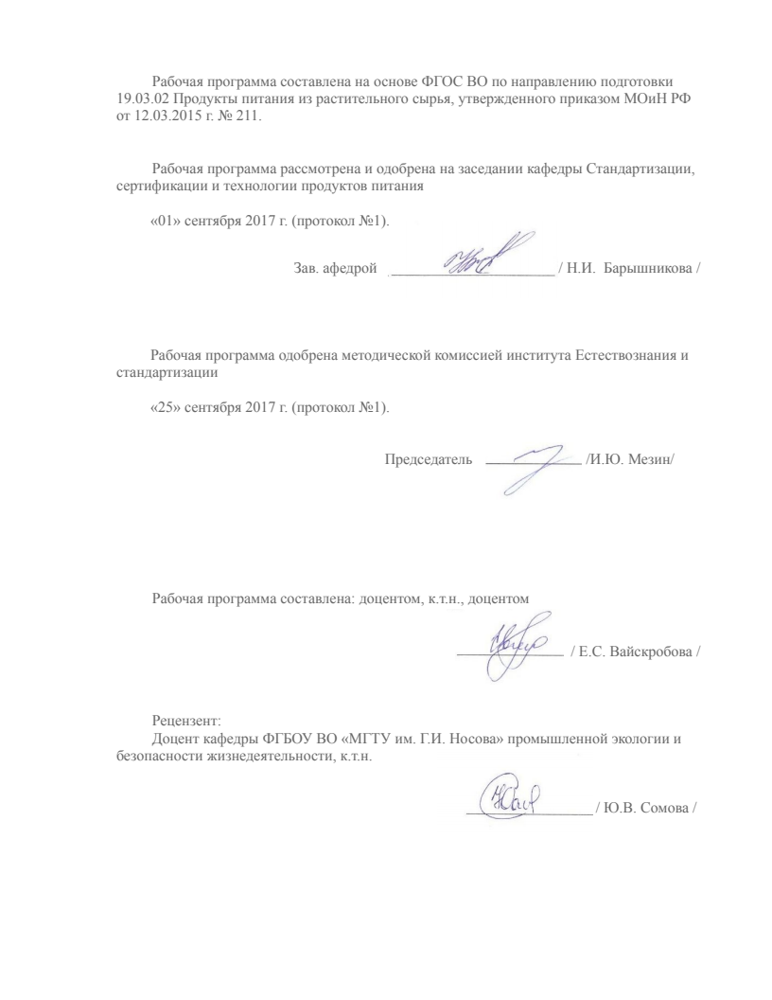 Рабочая программа составлена на основе ФГОС ВО по направлению подготовки
19.03.02 Продукты питания из растительного сырья, утвержденного приказом МОиН РФ
от 12.03.2015 г. № 211.
Рабочая программа рассмотрена и одобрена на заседании кафедры Стандартизации,
сертификации и технологии продуктов питания
«01» сентября 2017 г. (протокол №1).
Зав. афедрой / Н.И. Барышникова /
Рабочая программа одобрена методической комиссией института Естествознания и
стандартизации
«25» сентября 2017 г. (протокол №1).
Председатель /И.Ю. Мезин/
Рабочая программа составлена: доцентом, к.т.н., доцентом
/ Е.С. Вайскробова /
Рецензент:
Доцент кафедры ФГБОУ ВО «МГТУ им. Г.И. Носова» промышленной экологии и
безопасности жизнедеятельности, к.т.н.
/ Ю.В. Сомова /